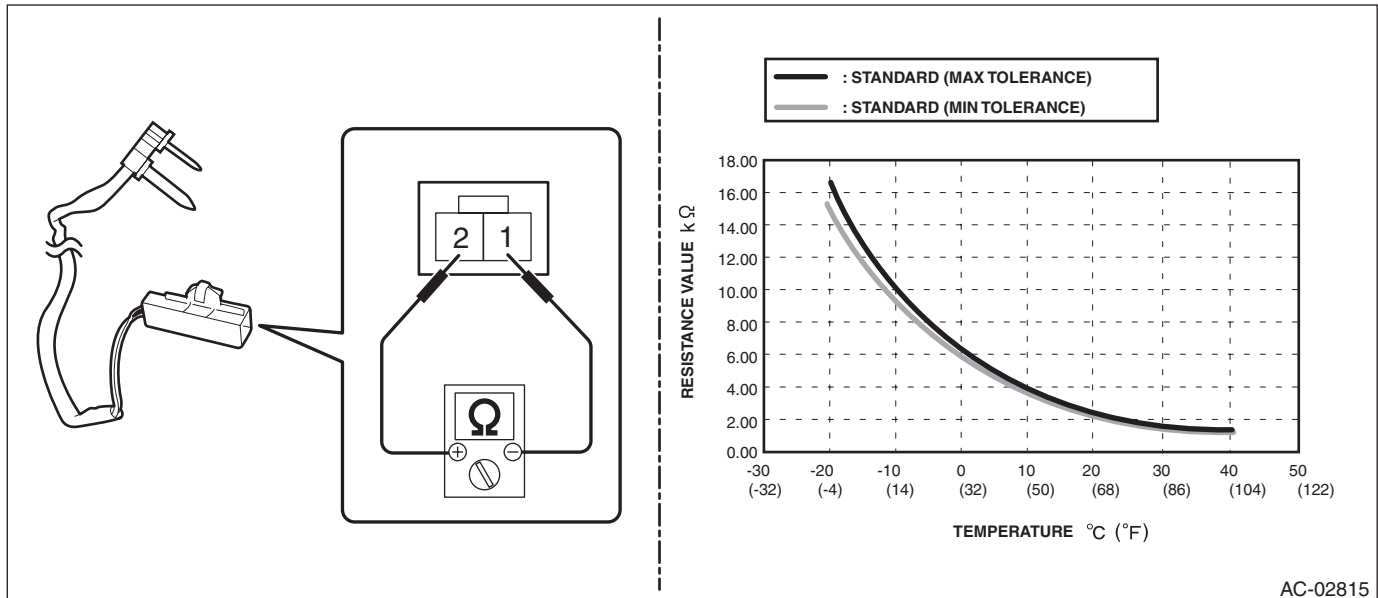 2 1
Ω
+ −
: STANDARD (MAX TOLERANCE)
: STANDARD (MIN TOLERANCE)
RESISTANCE VALUE kΩ
18.00
16.00
14.00
12.00
10.00
8.00
6.00
4.00
2.00
0.00
-30 -20 -10 0 10 20 30 40 50
(-32) (-4) (14) (32) (50) (68) (86) (104) (122)
TEMPERATURE °C (°F)
AC-02815